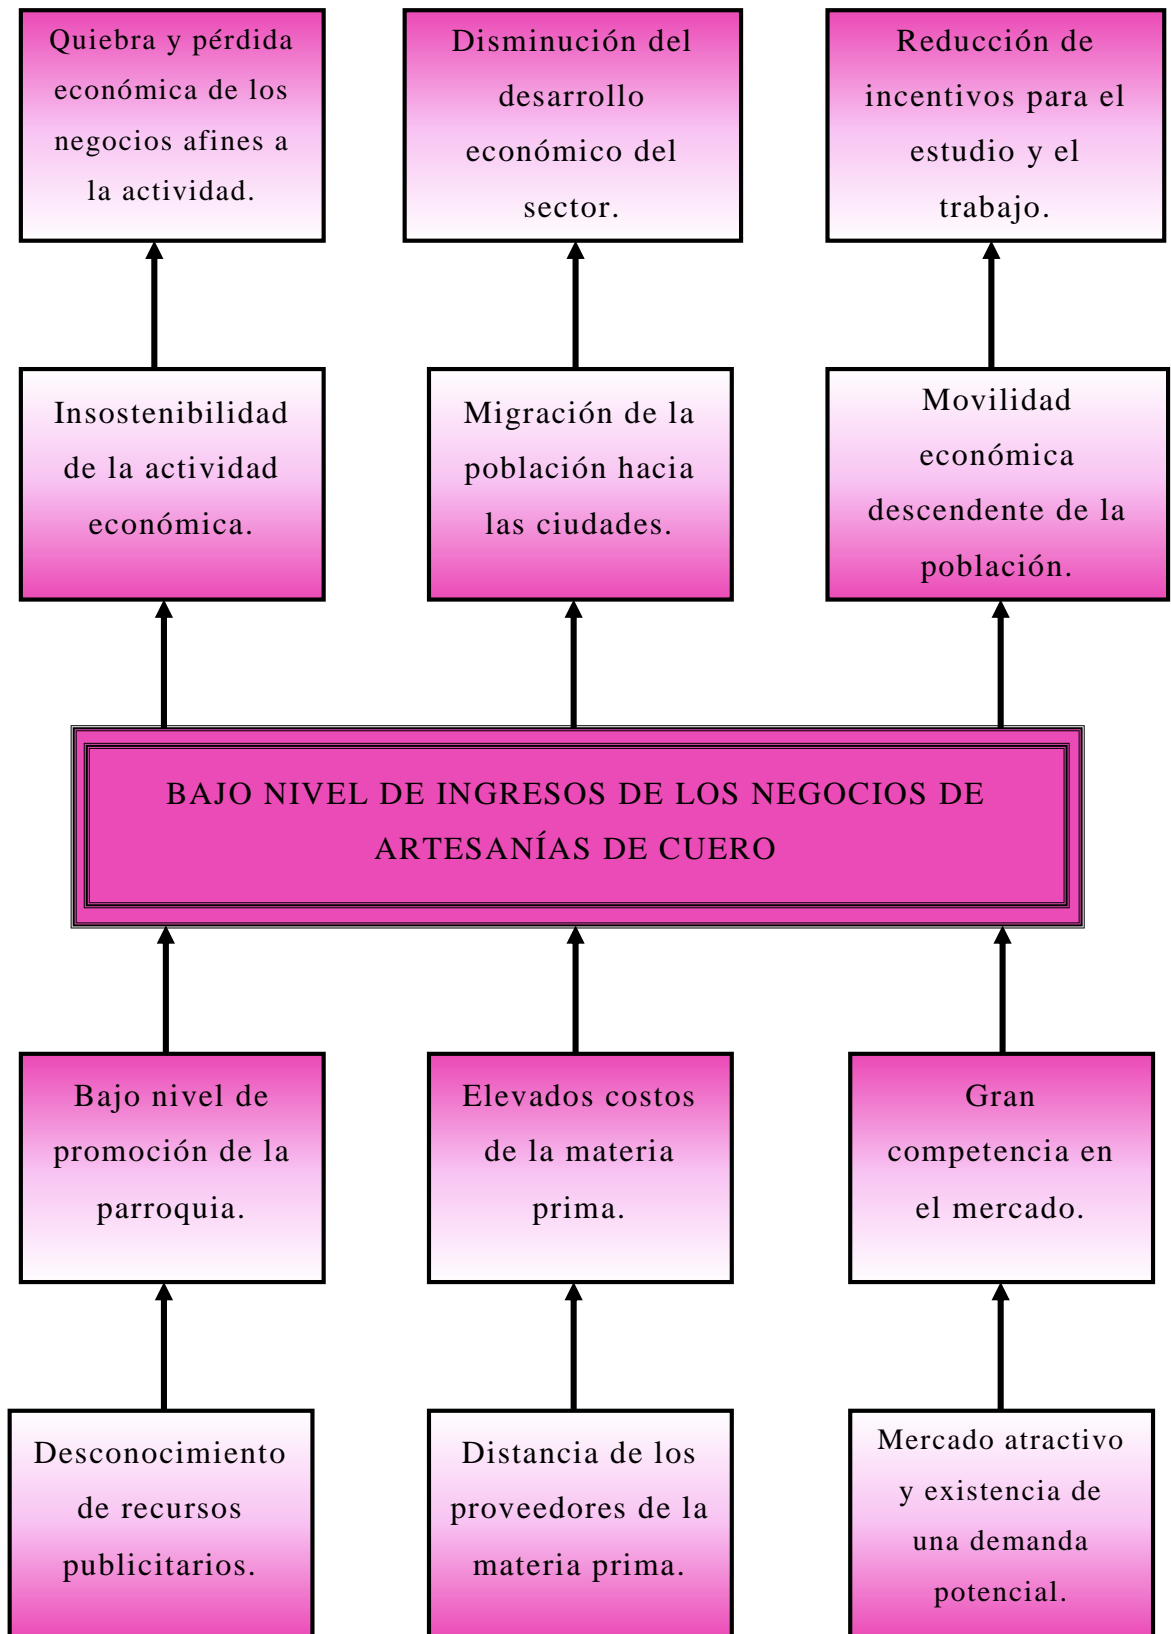 Quiebra y pérdida
económica de los
negocios afines a
la actividad.
Disminución del
desarrollo
económico del
sector.
Reducción de
incentivos para el
estudio y el
trabajo.
Insostenibilidad
de la actividad
económica.
Migración de la
población hacia
las ciudades.
Movilidad
económica
descendente de la
población.
BAJO NIVEL DE INGRESOS DE LOS NEGOCIOS DE
ARTESANÍAS DE CUERO
Bajo nivel de
promoción de la
parroquia.
Elevados costos
de la materia
prima.
Gran
competencia en
el mercado.
Desconocimiento
de recursos
publicitarios.
Distancia de los
proveedores de la
materia prima.
Mercado atractivo
y existencia de
una demanda
potencial.